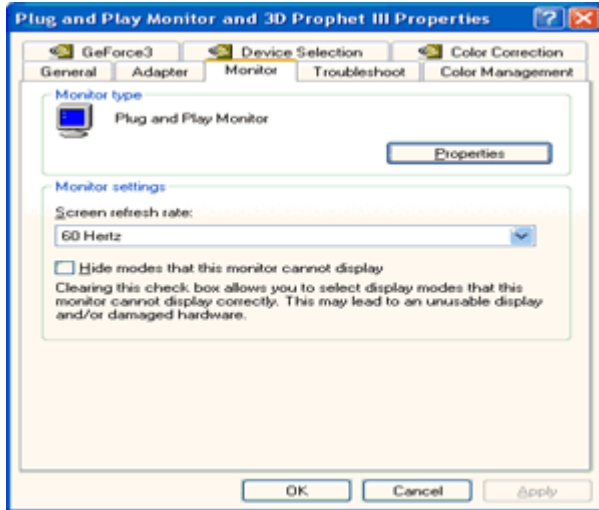 Plug and Play Monitor and 3D Prophet III Properties
GeForce3 Device Selection Color Correction
General Adapter Monitor Troubleshoot Color Management
Monitor type
Plug and Play Monitor
Properties
Monitor settings
Screen refresh rate:
60 Hertz
Hide modes that this monitor cannot display
Clearing this check box allows you to select display modes that this
monitor cannot display correctly. This may lead to an unusable display
and/or damaged hardware.
OK Cancel Apply